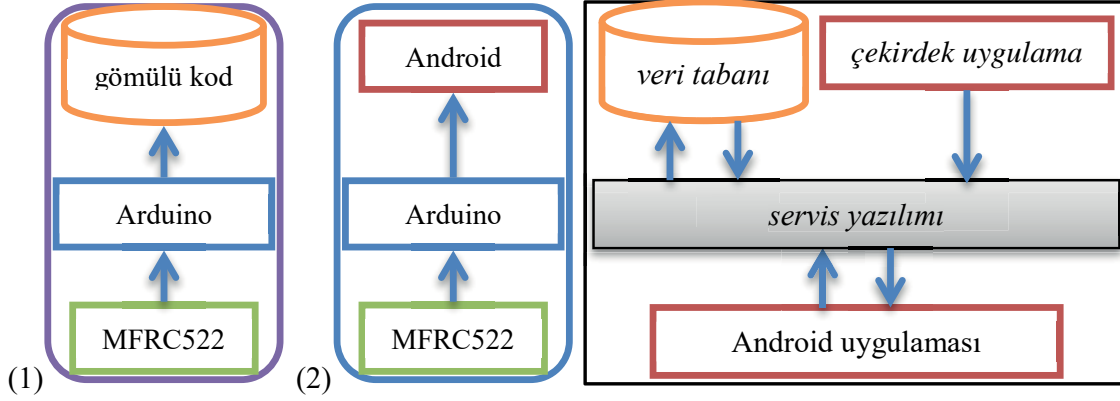 gömülü kod
Arduino
MFRC522
(1)
Android
Arduino
MFRC522
(2)
veri tabanı
çekirdek uygulama
servis yazılımı
Android uygulaması